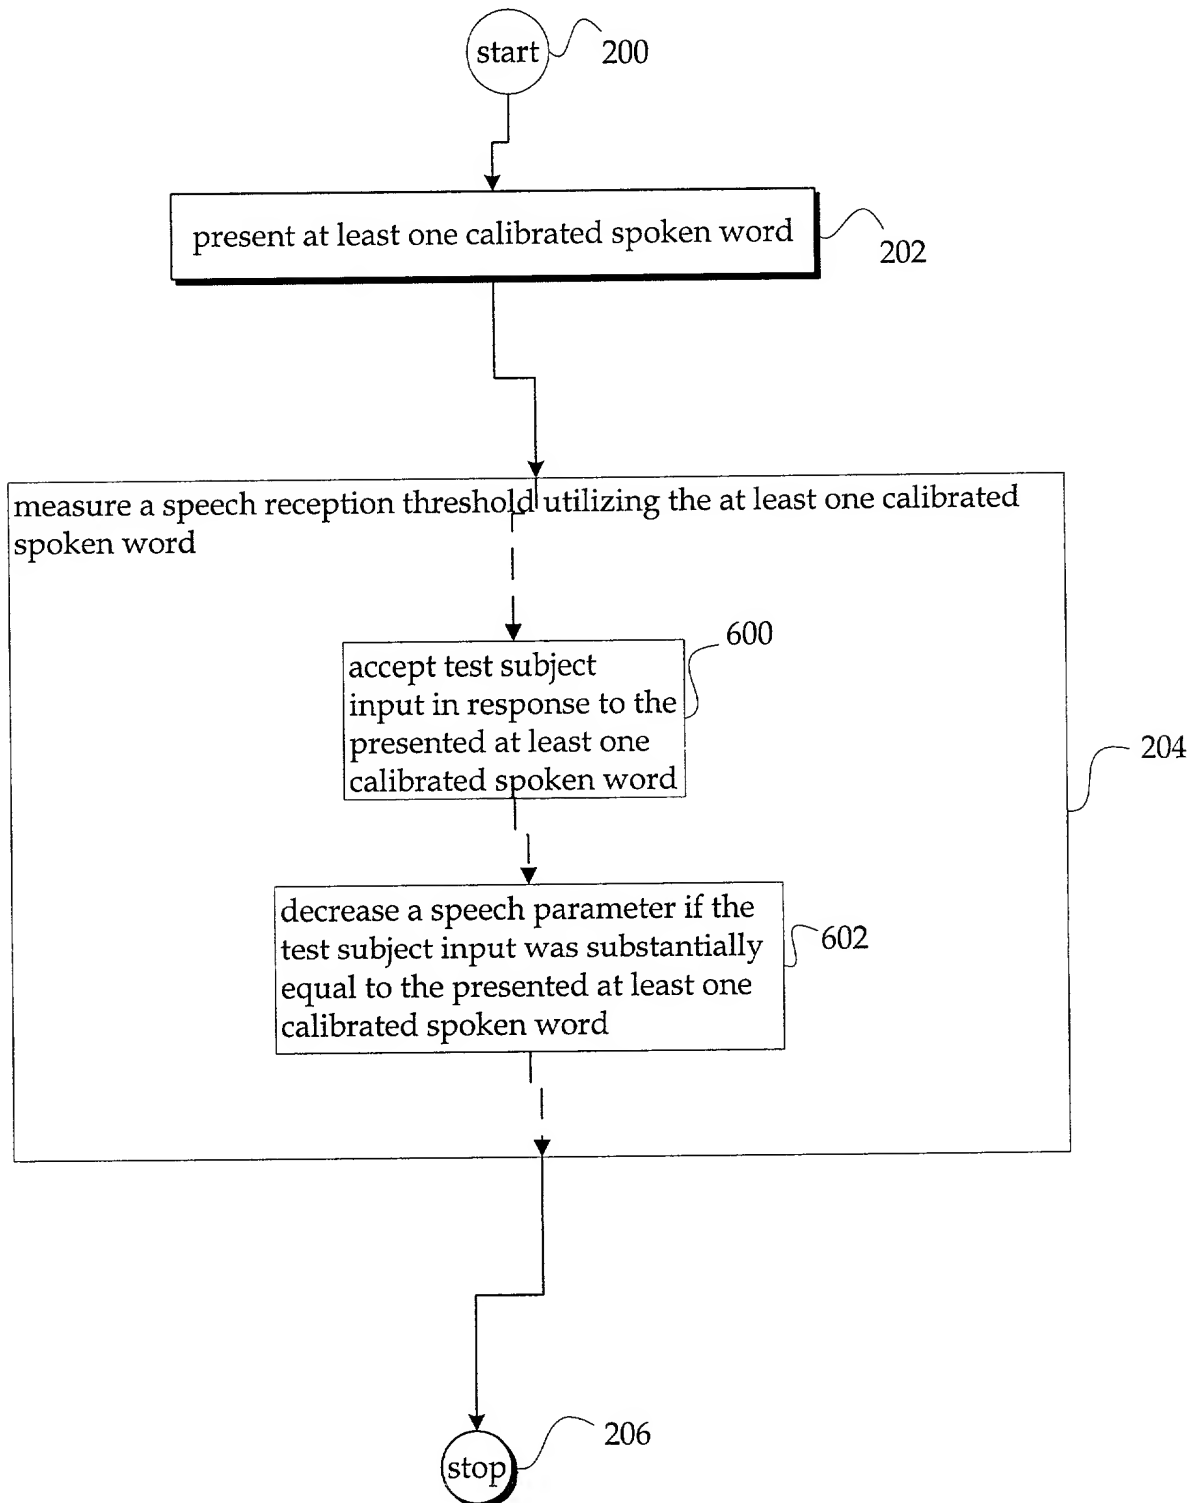 start
200
present at least one calibrated spoken word
202
measure a speech reception threshold utilizing the at least one calibrated
spoken word
600
accept test subject
input in response to the
presented at least one
calibrated spoken word
204
decrease a speech parameter if the
test subject input was substantially
equal to the presented at least one
calibrated spoken word
602
206
stop